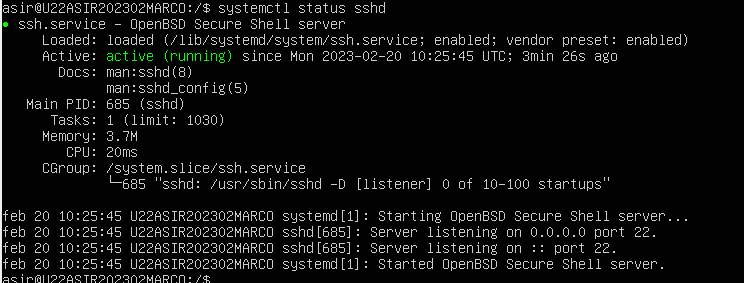 asir@U22ASIR202302MARCO:/$ systemctl status sshd
● ssh.service – OpenBSD Secure Shell server
Loaded: loaded (/lib/systemd/system/ssh.service; enabled; vendor preset: enabled)
Active: active (running) since Mon 2023-02-20 10:25:45 UTC; 3min 26s ago
Docs: man:sshd(8)
man:sshd_config(5)
Main PID: 685 (sshd)
Tasks: 1 (limit: 1030)
Memory: 3.7M
CPU: 20ms
CGroup: /system.slice/ssh.service
└─685 "sshd: /usr/sbin/sshd -D [listener] 0 of 10-100 startups"
feb 20 10:25:45 U22ASIR202302MARCO systemd[1]: Starting OpenBSD Secure Shell server...
feb 20 10:25:45 U22ASIR202302MARCO sshd[685]: Server listening on 0.0.0.0 port 22.
feb 20 10:25:45 U22ASIR202302MARCO sshd[685]: Server listening on :: port 22.
feb 20 10:25:45 U22ASIR202302MARCO systemd[1]: Started OpenBSD Secure Shell server.
asir@U22ASIR202302MARCO:/$